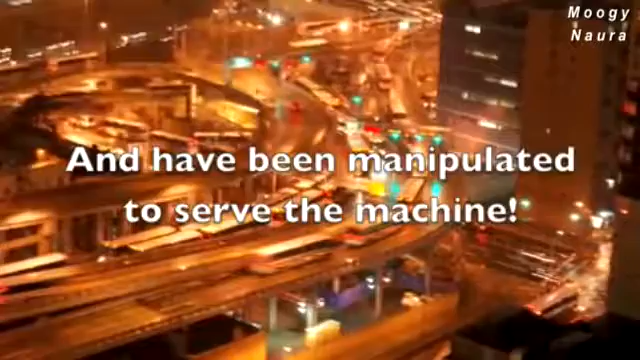 Moogy
Naura
And have been manipulated
to serve the machine!